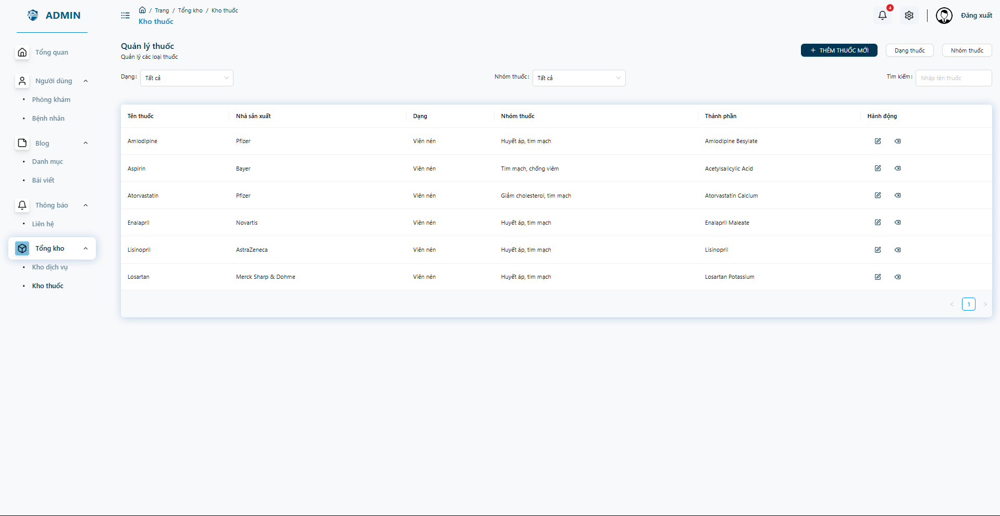 ADMIN
Tổng quan
Người dùng
Phòng khám
Bệnh nhân
Blog
Danh mục
Bài viết
Thông báo
Liên hệ
Tổng kho
Kho dịch vụ
Kho thuốc
/ Trang / Tổng kho / Kho thuốc
Kho thuốc
4
Đăng xuất
Quản lý thuốc
Quản lý các loại thuốc
+ THÊM THUỐC MỚI Dạng thuốc Nhóm thuốc
Dạng: Tất cả Nhóm thuốc: Tất cả Tìm kiếm: Nhập tên thuốc
Tên thuốc Nhà sản xuất Dạng Nhóm thuốc Thành phần Hành động
Amlodipine Pfizer Viên nén Huyết áp, tim mạch Amlodipine Besylate
Aspirin Bayer Viên nén Tim mạch, chống viêm Acetylsalicylic Acid
Atorvastatin Pfizer Viên nén Giảm cholesterol, tim mạch Atorvastatin Calcium
Enalapril Novartis Viên nén Huyết áp, tim mạch Enalapril Maleate
Lisinopril AstraZeneca Viên nén Huyết áp, tim mạch Lisinopril
Losartan Merck Sharp & Dohme Viên nén Huyết áp, tim mạch Losartan Potassium
< 1 >